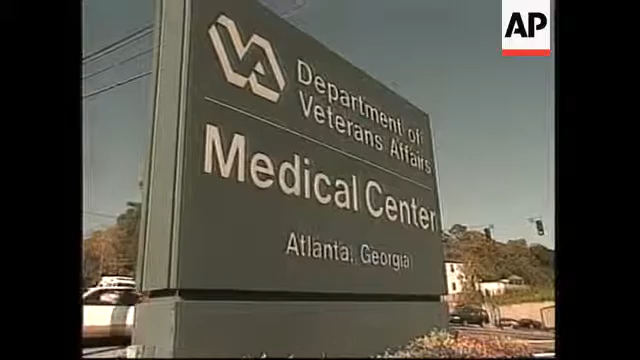 AP
VA
Department of
Veterans Affairs
Medical Center
Atlanta, Georgia